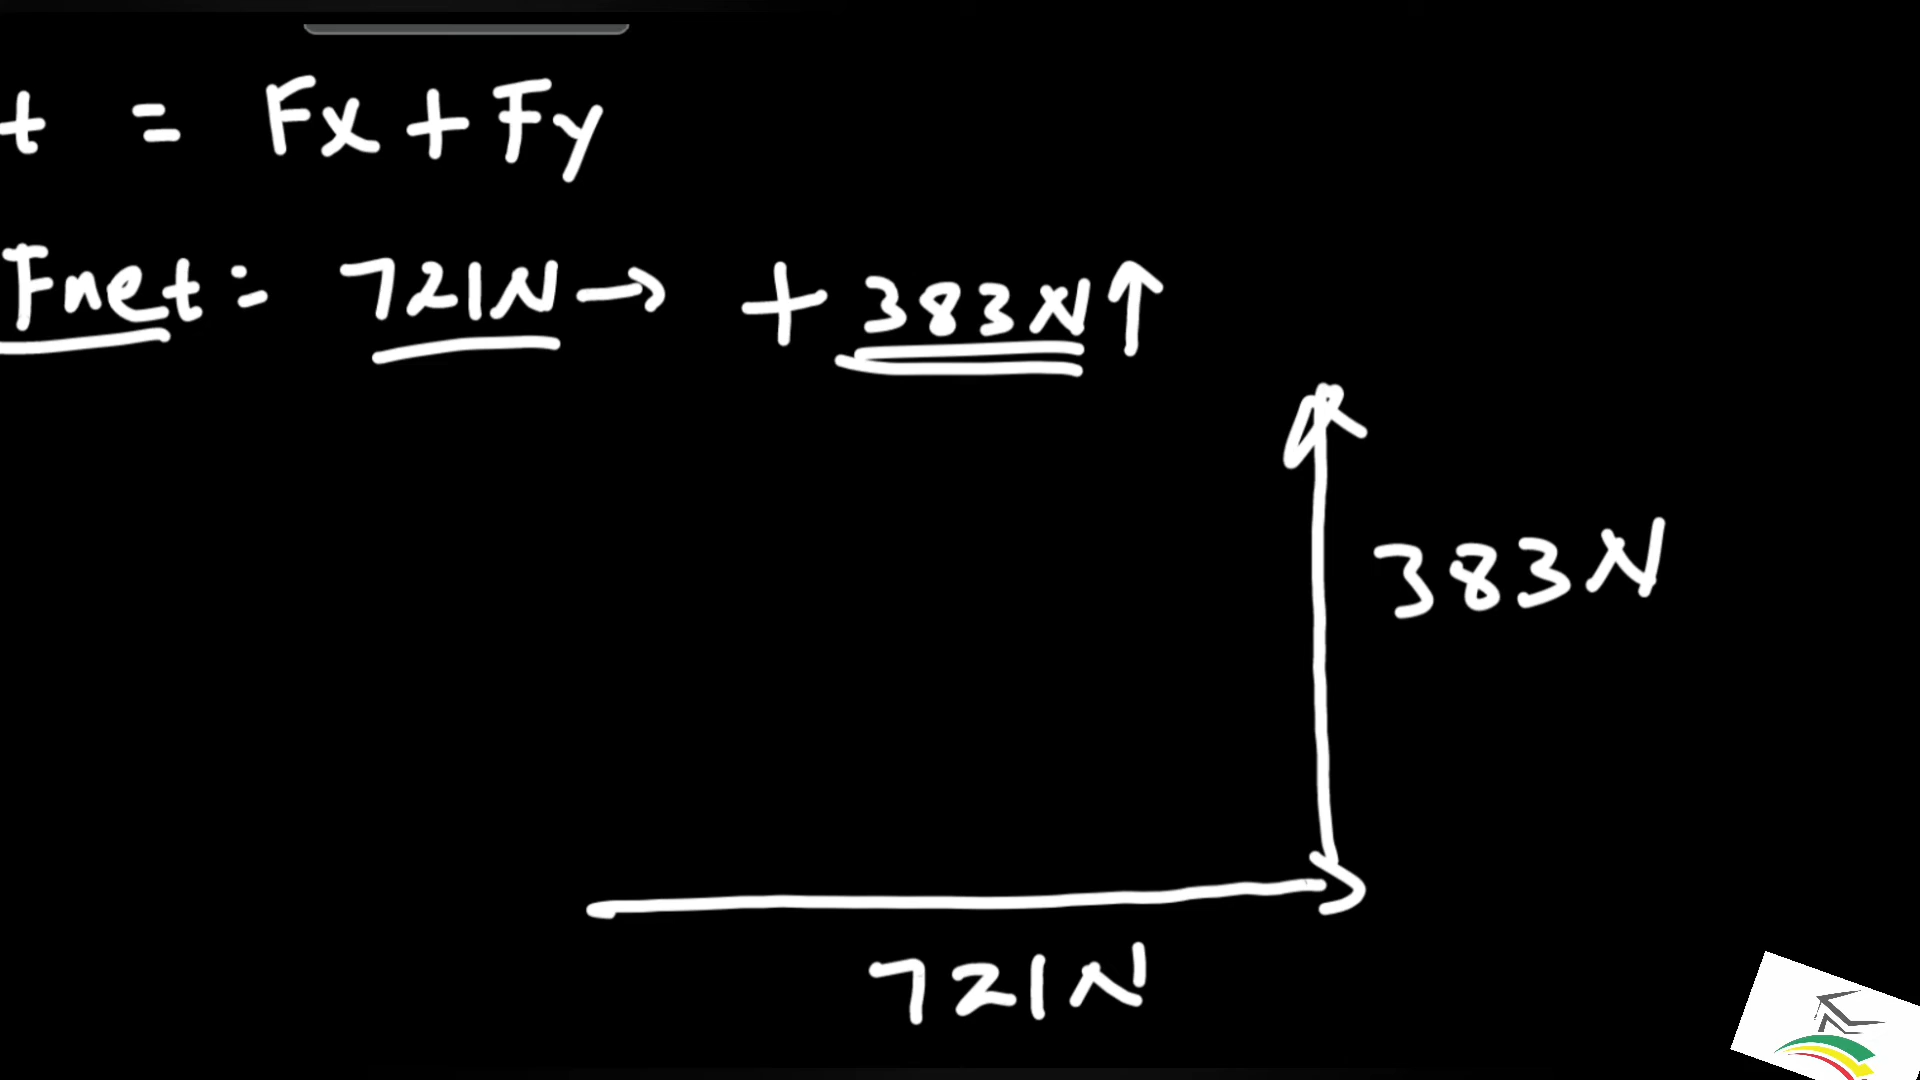 t = Fx + Fy
Fnet = 721N → + 383N ↑
383N
721N